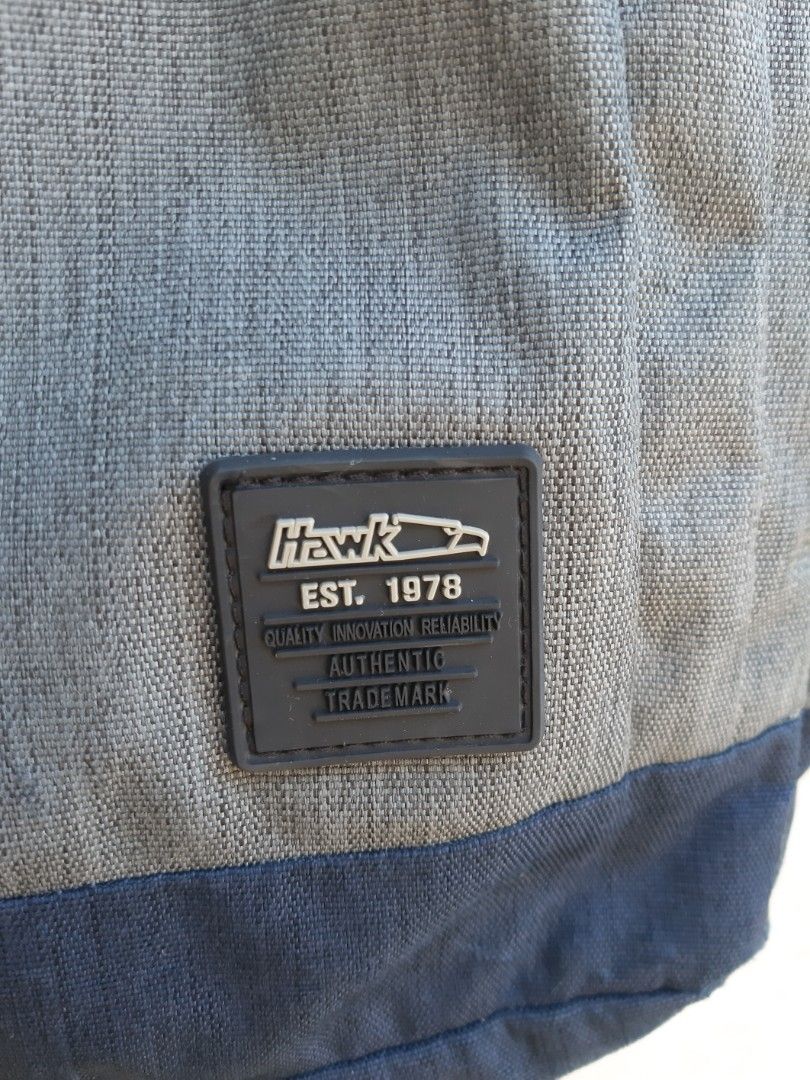 Hawk
EST. 1978
QUALITY INNOVATION RELIABILITY
AUTHENTIC
TRADEMARK